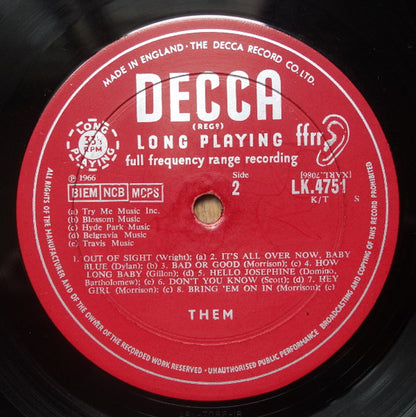 MADE IN ENGLAND · THE DECCA RECORD CO. LTD.
DECCA
(REGD)
LONG PLAYING ffrr
full frequency range recording
LONG 33⅓ RPM PLAYING
℗ 1966
Side
2
(XARL.7086)
LK.4751
K/T S
BIEM NCB MCPS
(a) Try Me Music Inc.
(b) Blossom Music
(c) Hyde Park Music
(d) Belgravia Music
(e) Travis Music
1. OUT OF SIGHT (Wright); (a) 2. IT'S ALL OVER NOW, BABY
BLUE (Dylan); (b) 3. BAD OR GOOD (Morrison); (c) 4. HOW
LONG BABY (Gillon); (d) 5. HELLO JOSEPHINE (Domino,
Bartholomew); (e) 6. DON'T YOU KNOW (Scott); (d) 7. HEY
GIRL (Morrison); (c) 8. BRING 'EM ON IN (Morrison); (c)
THEM
ALL RIGHTS OF THE MANUFACTURER AND OF THE OWNER OF THE RECORDED WORK RESERVED · UNAUTHORISED PUBLIC PERFORMANCE BROADCASTING AND COPYING OF THIS RECORD PROHIBITED